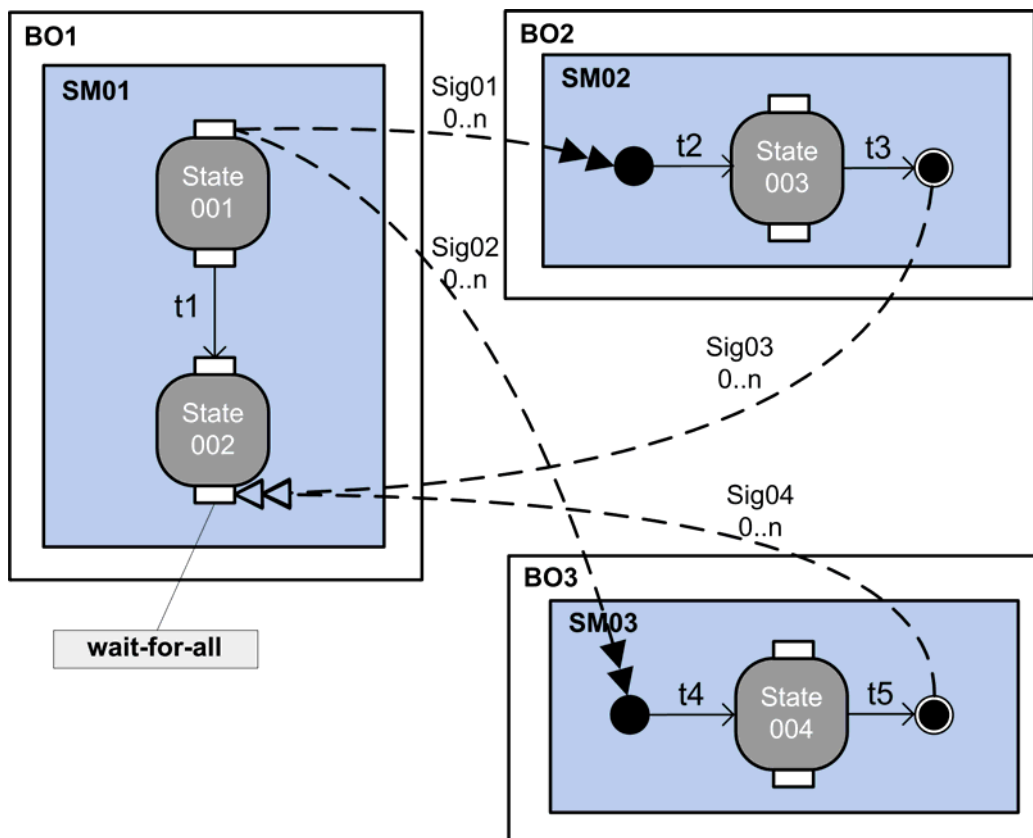 BO1
SM01
State
001
t1
State
002
wait-for-all
Sig01
0..n
Sig02
0..n
BO2
SM02
t2
State
003
t3
Sig03
0..n
Sig04
0..n
BO3
SM03
t4
State
004
t5